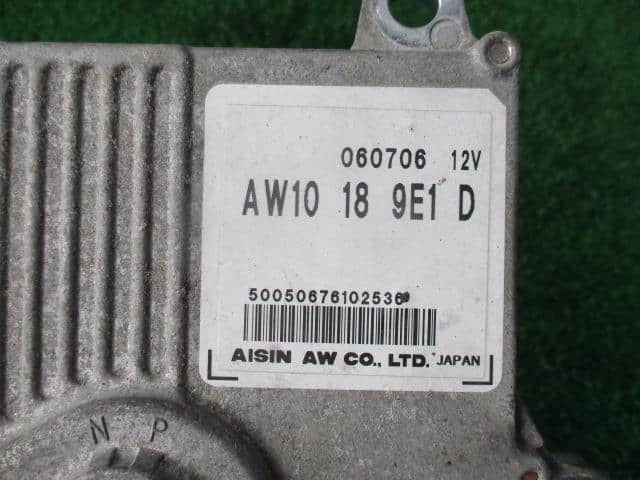 060706 12V
AW10 18 9E1 D
50050676102536
AISIN AW CO., LTD. JAPAN
N P